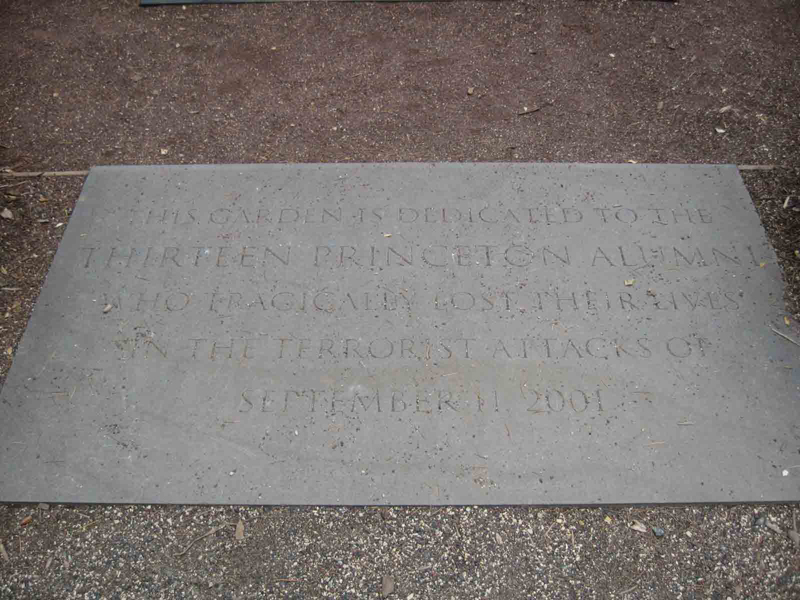 THIS GARDEN IS DEDICATED TO THE
THIRTEEN PRINCETON ALUMNI
WHO TRAGICALLY LOST THEIR LIVES
IN THE TERRORIST ATTACKS OF
SEPTEMBER 11 2001